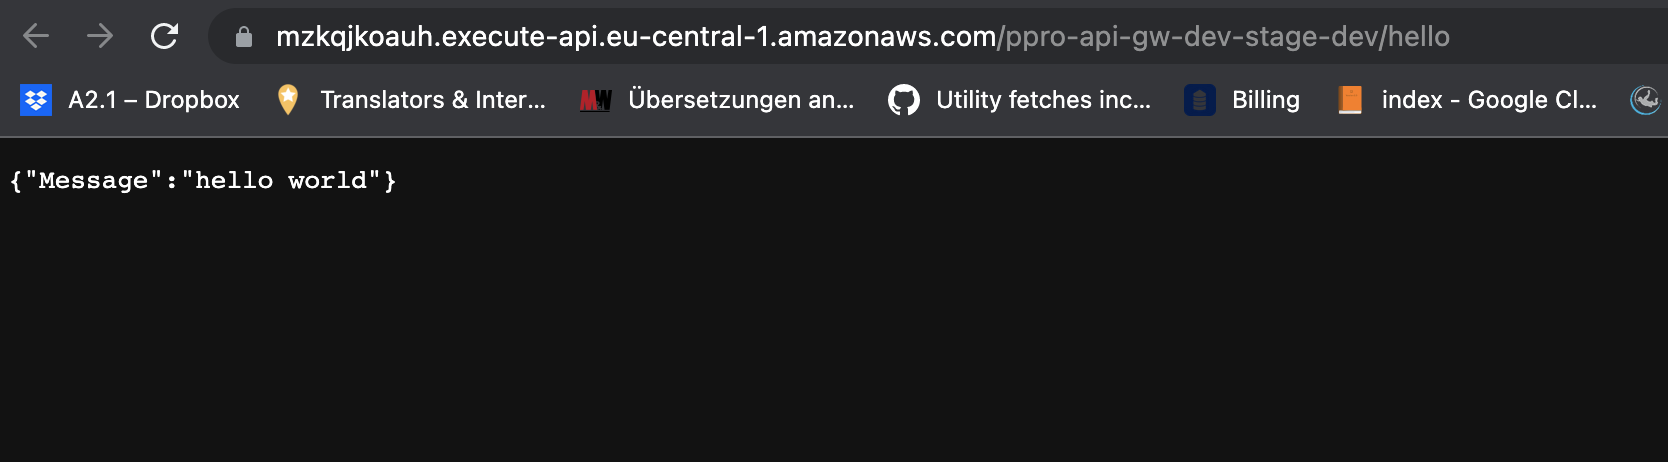 mzkqjkoauh.execute-api.eu-central-1.amazonaws.com/ppro-api-gw-dev-stage-dev/hello
A2.1 – Dropbox Translators & Inter... M&W Übersetzungen an... Utility fetches inc... Billing index - Google Cl...
{"Message":"hello world"}